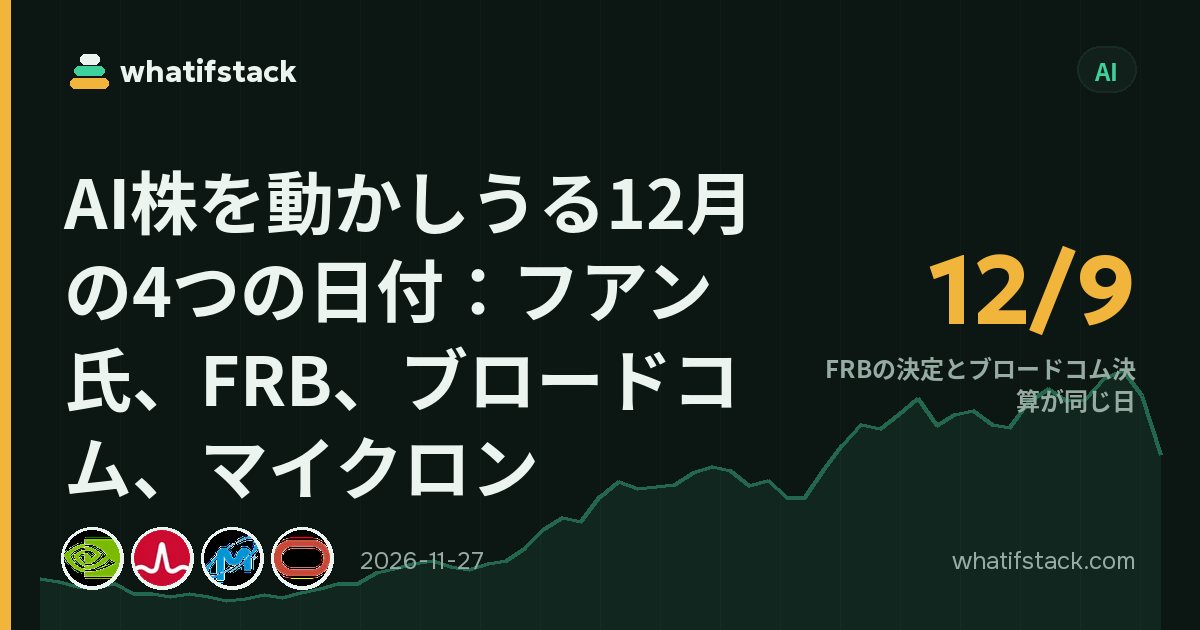 whatifstack
AI
AI株を動かしうる12月
の4つの日付：フアン
氏、FRB、ブロードコ
ム、マイクロン
12/9
FRBの決定とブロードコム決
算が同じ日
2026-11-27
whatifstack.com